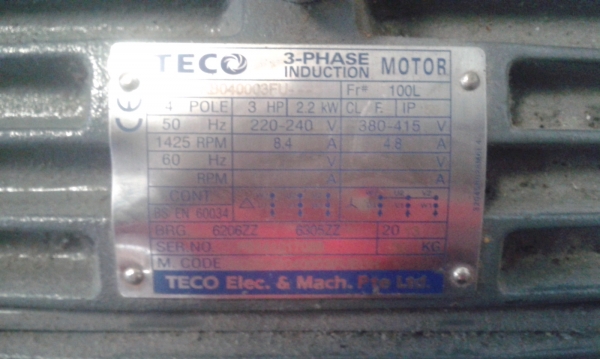 TECO 3-PHASE INDUCTION MOTOR
Fr 100L
4 POLE 3 HP 2.2 kW CL F. IP
50 Hz 220-240 V 380-415 V
1425 RPM 8.4 A 4.8 A
60 Hz V V
RPM A A
CONT
BS EN 60034
BRG. 6206ZZ 6305ZZ 20
SER NO. KG
M. CODE
TECO Elec. & Mach. Pte Ltd.
CE